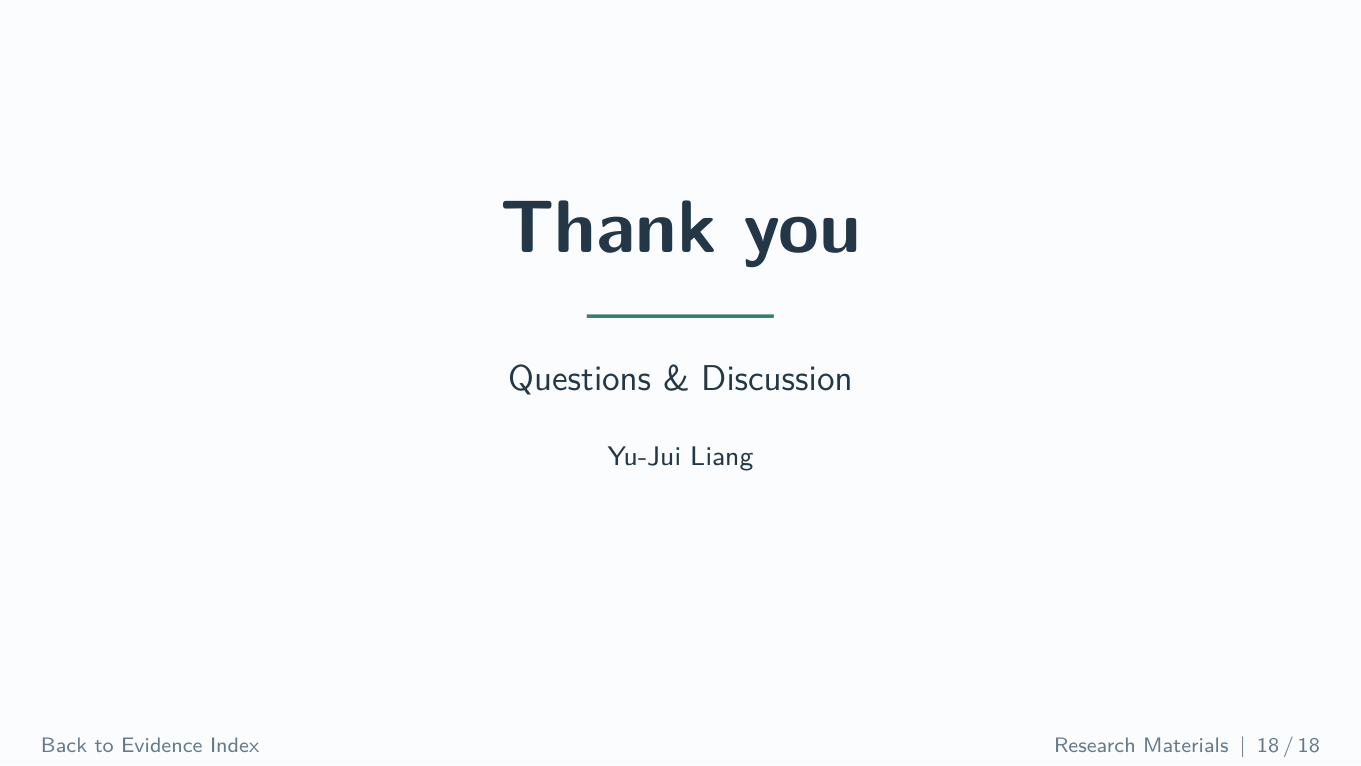 Thank you
Questions & Discussion
Yu-Jui Liang
Back to Evidence Index
Research Materials | 18 / 18